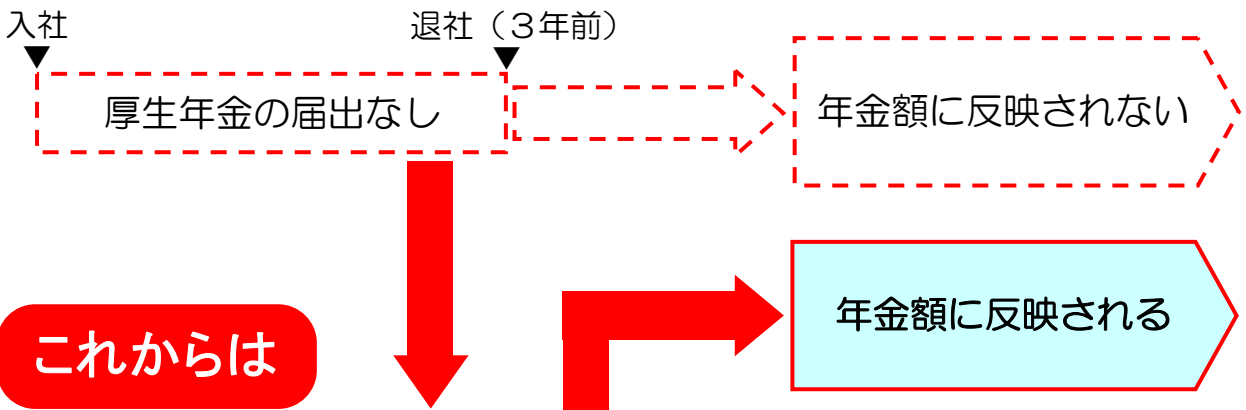 入社
退社（３年前）
厚生年金の届出なし
年金額に反映されない
年金額に反映される
これからは